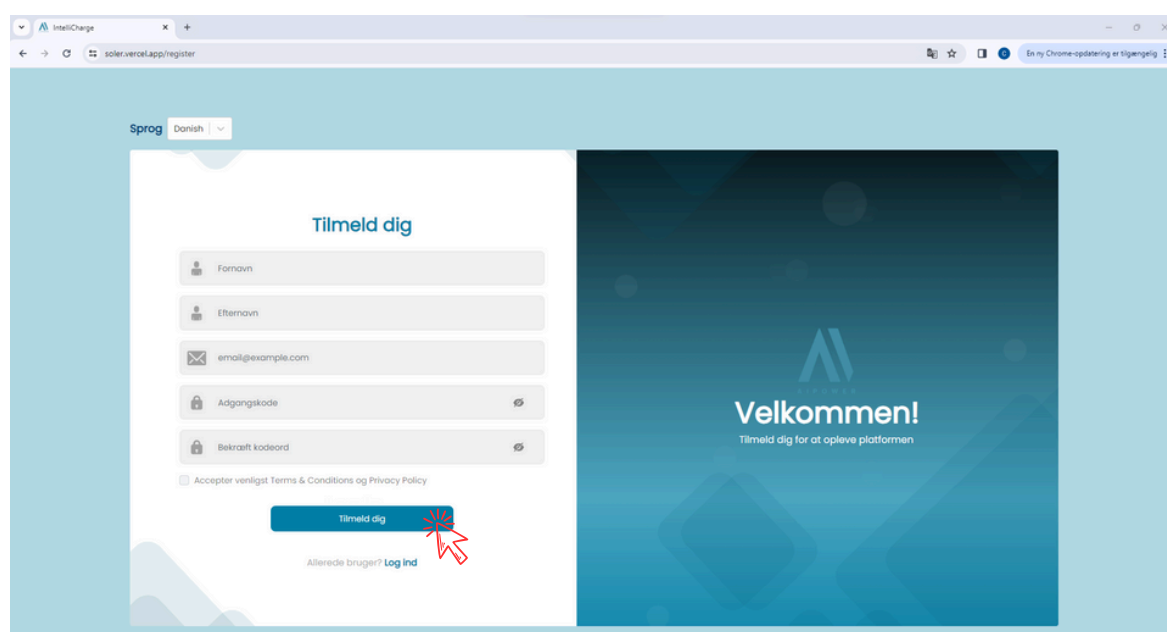 IntelliCharge
soler.vercel.app/register
En ny Chrome-opdatering er tilgængelig
Sprog
Danish
Tilmeld dig
Fornavn
Efternavn
email@example.com
Adgangskode
Bekræft kodeord
Accepter venligst Terms & Conditions og Privacy Policy
Tilmeld dig
Allerede bruger? Log ind
AIPOWER
Velkommen!
Tilmeld dig for at opleve platformen